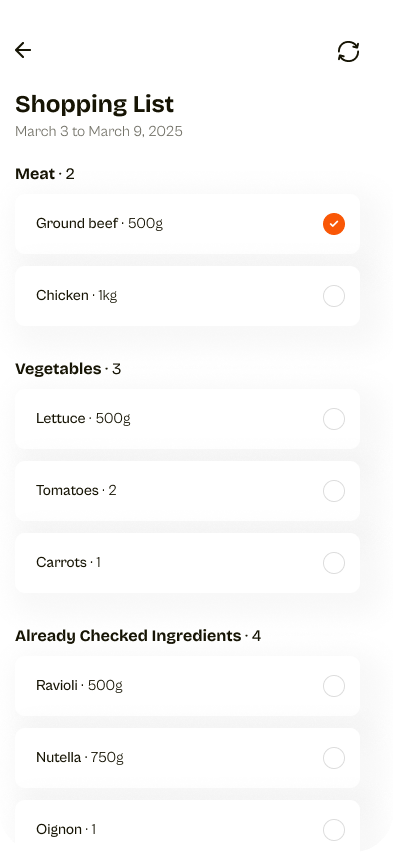 Shopping List
March 3 to March 9, 2025
Meat · 2
Ground beef · 500g
Chicken · 1kg
Vegetables · 3
Lettuce · 500g
Tomatoes · 2
Carrots · 1
Already Checked Ingredients · 4
Ravioli · 500g
Nutella · 750g
Oignon · 1